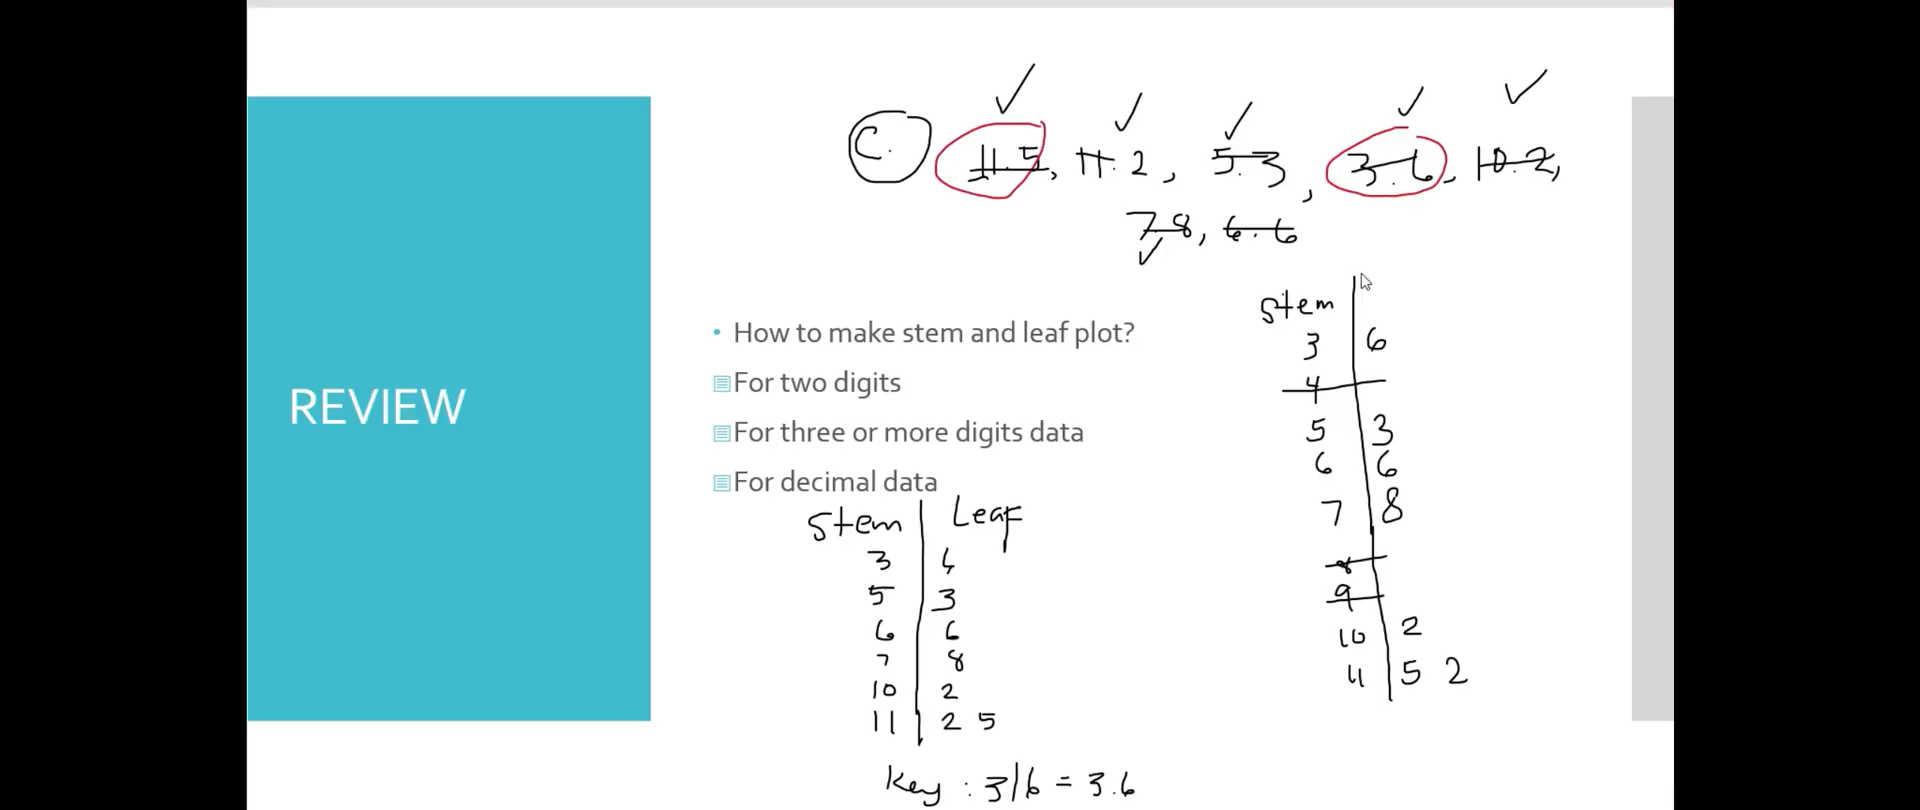 C. 11.5, 11.2, 5.3, 3.6, 10.2,
7.8, 6.6
REVIEW
• How to make stem and leaf plot?
For two digits
For three or more digits data
For decimal data
Stem | Leaf
3 | 6
5 | 3
6 | 6
7 | 8
10 | 2
11 | 2 5
Key : 3|6 = 3.6
Stem |
3 | 6
4 |
5 | 3
6 | 6
7 | 8
8 |
9 |
10 | 2
11 | 5 2